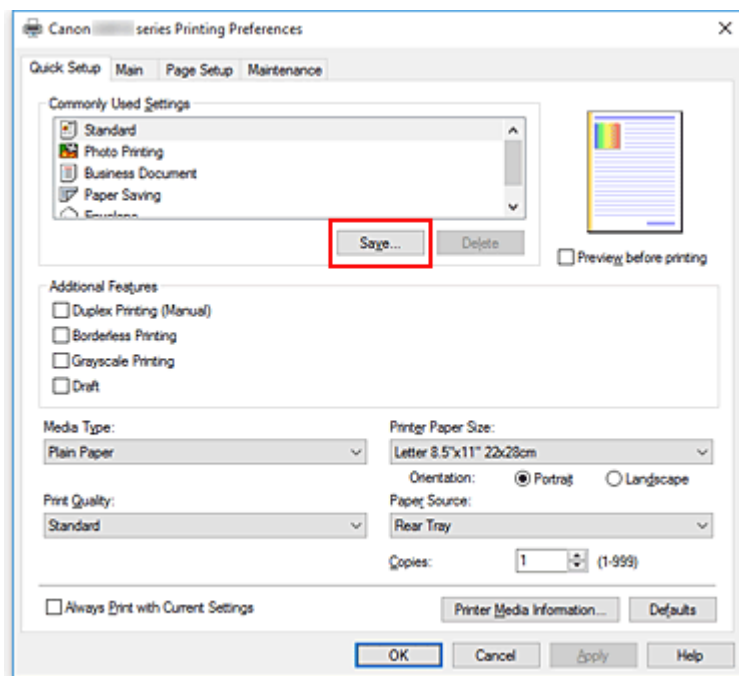 Canon series Printing Preferences
Quick Setup Main Page Setup Maintenance
Commonly Used Settings
Standard
Photo Printing
Business Document
Paper Saving
Envelope
Save... Delete
Preview before printing
Additional Features
Duplex Printing (Manual)
Borderless Printing
Grayscale Printing
Draft
Media Type: Printer Paper Size:
Plain Paper Letter 8.5"x11" 22x28cm
Orientation: Portrait Landscape
Print Quality: Paper Source:
Standard Rear Tray
Copies: 1 (1-999)
Always Print with Current Settings Printer Media Information... Defaults
OK Cancel Apply Help